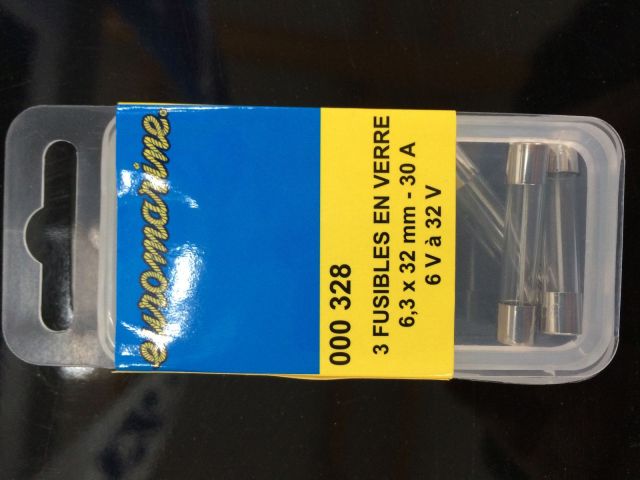 euromarine.
000 328
3 FUSIBLES EN VERRE
6,3 x 32 mm - 30 A
6 V à 32 V